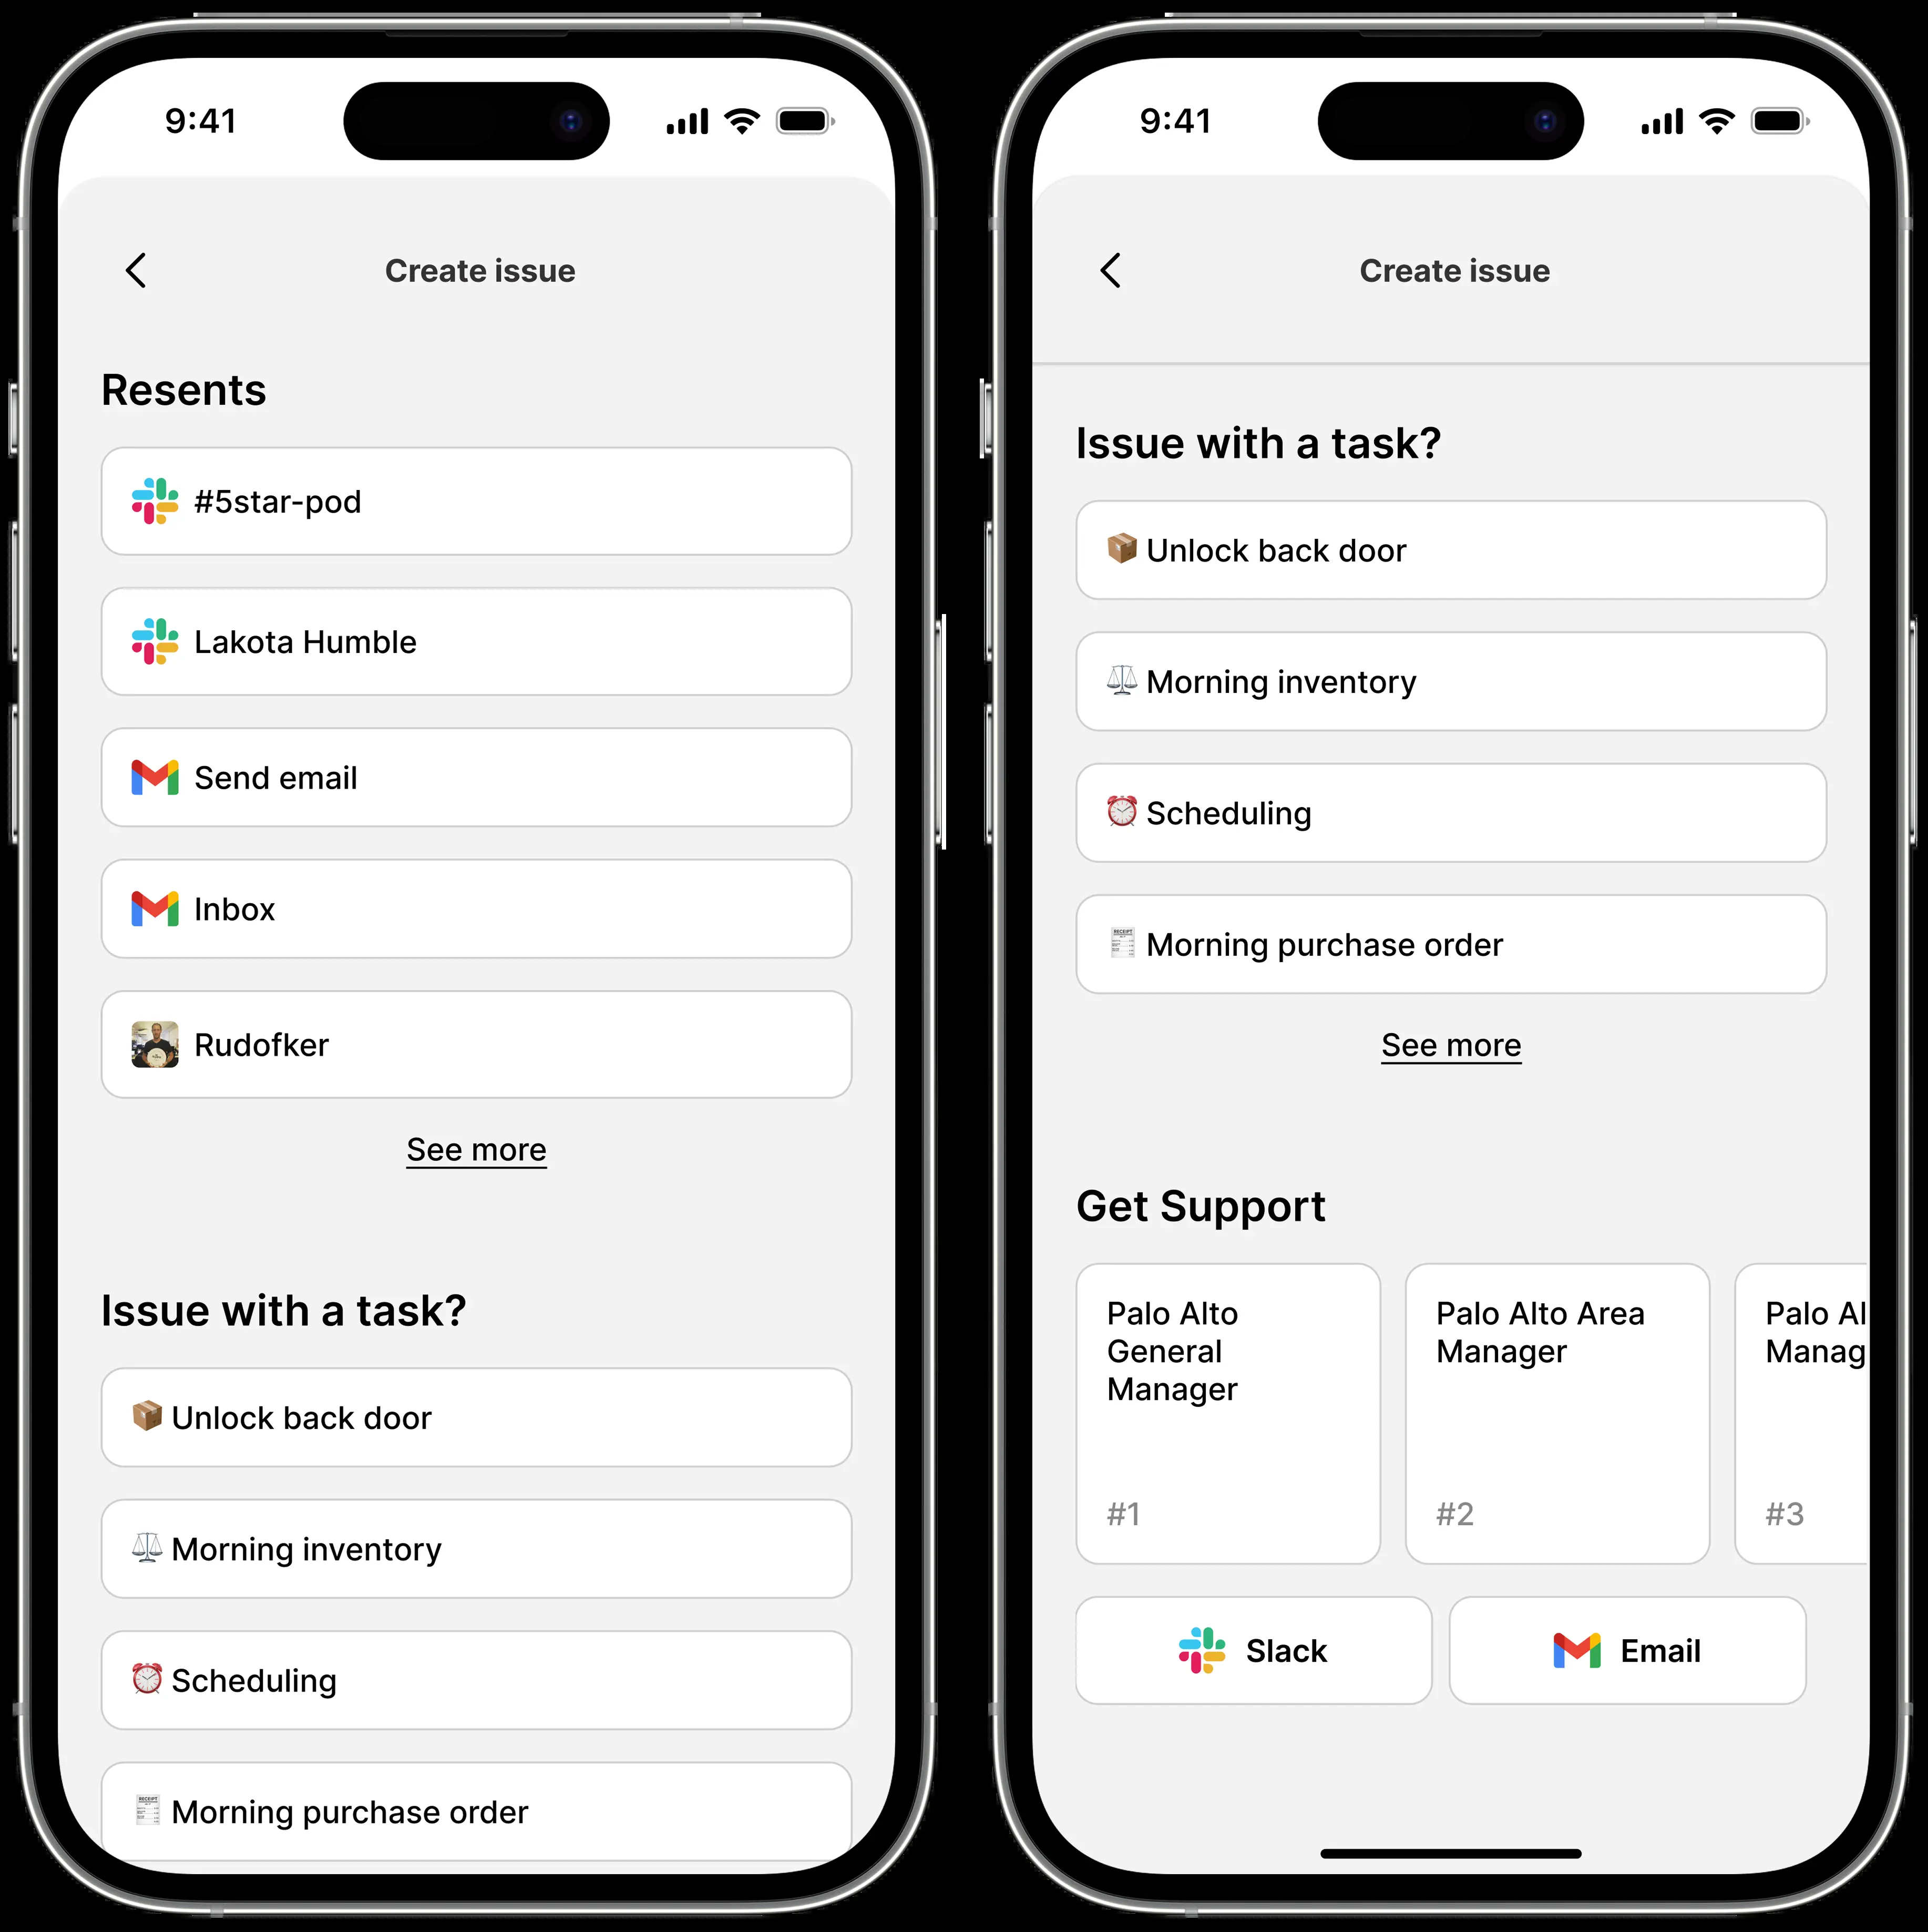 9:41
Create issue
Resents
#5star-pod
Lakota Humble
Send email
Inbox
Rudofker
See more
Issue with a task?
Unlock back door
Morning inventory
Scheduling
RECEIPT
Morning purchase order
9:41
Create issue
Issue with a task?
Unlock back door
Morning inventory
Scheduling
RECEIPT
Morning purchase order
See more
Get Support
Palo Alto
General
Manager
#1
Palo Alto Area
Manager
#2
Palo Al
Manag
#3
Slack
Email